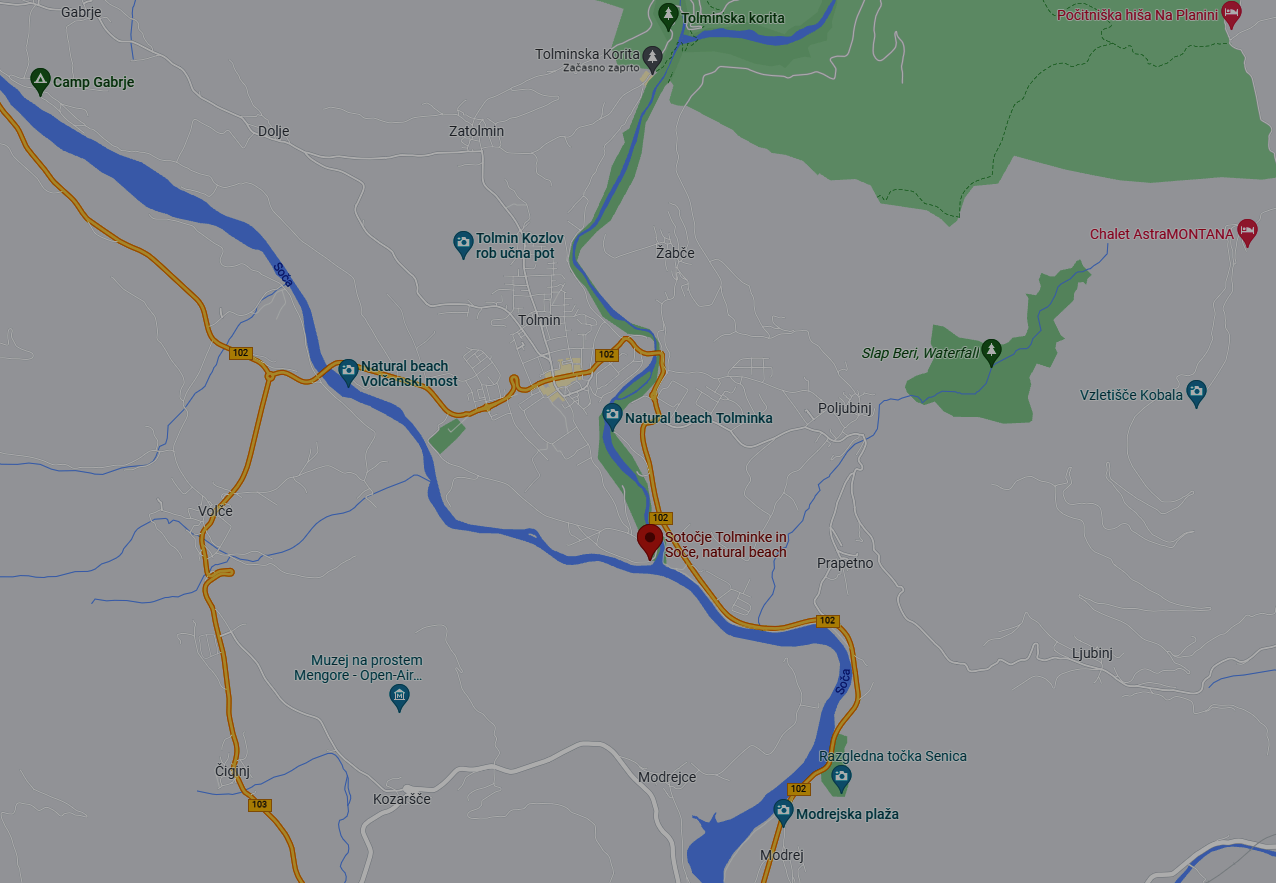 Gabrje
Tolminska korita
Počitniška hiša Na Planini
Tolminska Korita
Začasno zaprto
Camp Gabrje
Dolje
Zatolmin
Tolmin Kozlov
rob učna pot
Žabče
Chalet AstraMONTANA
Soča
Tolmin
102
102
Slap Beri, Waterfall
Natural beach
Volčanski most
Vzletišče Kobala
Poljubinj
Natural beach Tolminka
Volče
102
Sotočje Tolminke in
Soče, natural beach
Prapetno
102
Ljubinj
Muzej na prostem
Mengore - Open-Air...
Soča
Razgledna točka Senica
Čiginj
Modrejce
102
Kozaršče
103
Modrejska plaža
Modrej